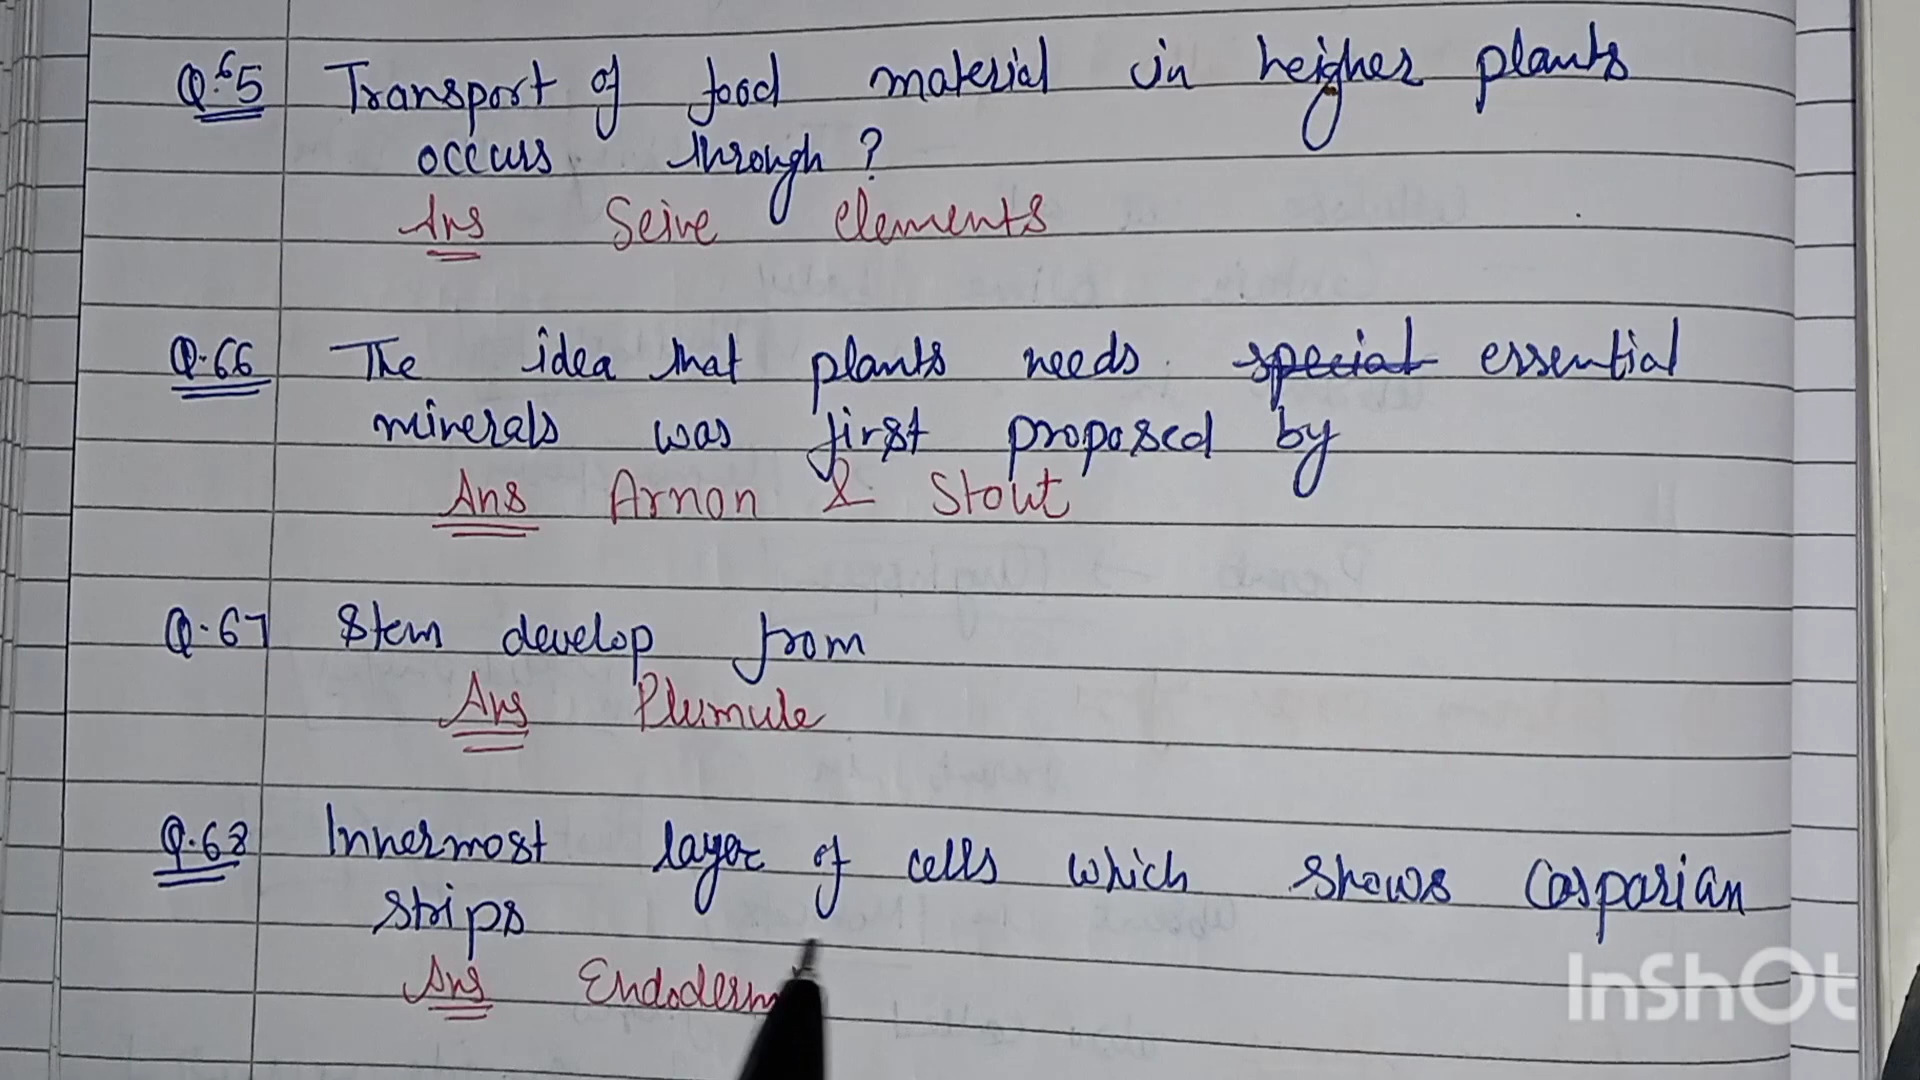 Q.65 Transport of food material in heigher plants
occurs through?
Ans Seive elements
Q.66 The idea that plants needs special essential
minerals was first proposed by
Ans Arnon & Stout
Q.67 Stem develop from
Ans Plumule
Q.68 Innermost layer of cells which shows Casparian
strips
Ans Endoderm
InShOt